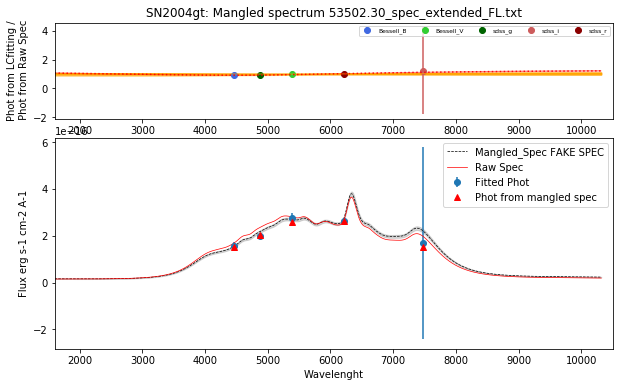 SN2004gt: Mangled spectrum 53502.30_spec_extended_FL.txt
Phot from LCfitting /
Phot from Raw Spec
4
2
0
−2
Bessell_B
Bessell_V
sdss_g
sdss_i
sdss_r
2000 3000 4000 5000 6000 7000 8000 9000 10000
1e−16
Flux erg s-1 cm-2 A-1
6
4
2
0
−2
Mangled_Spec FAKE SPEC
Raw Spec
Fitted Phot
Phot from mangled spec
2000 3000 4000 5000 6000 7000 8000 9000 10000
Wavelenght